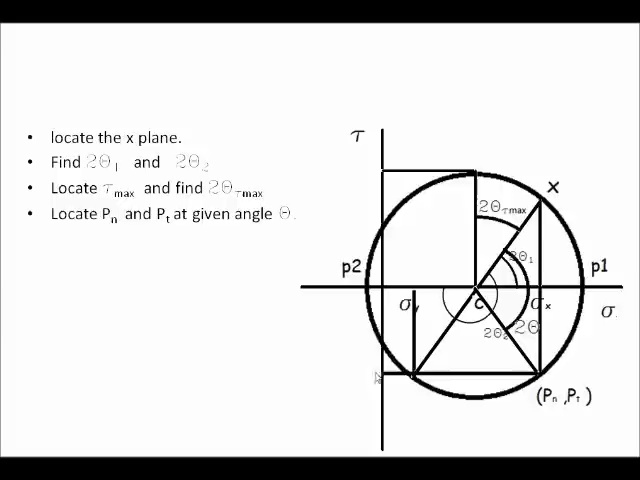 • locate the x plane.
• Find 2Θ1 and 2Θ2
• Locate τmax and find 2Θτmax
• Locate Pn and Pt at given angle Θ.
τ
X
2Θτmax
2Θ1
p2
p1
σy
C
σx
σ
2Θ2
2Θ
(Pn ,Pτ )